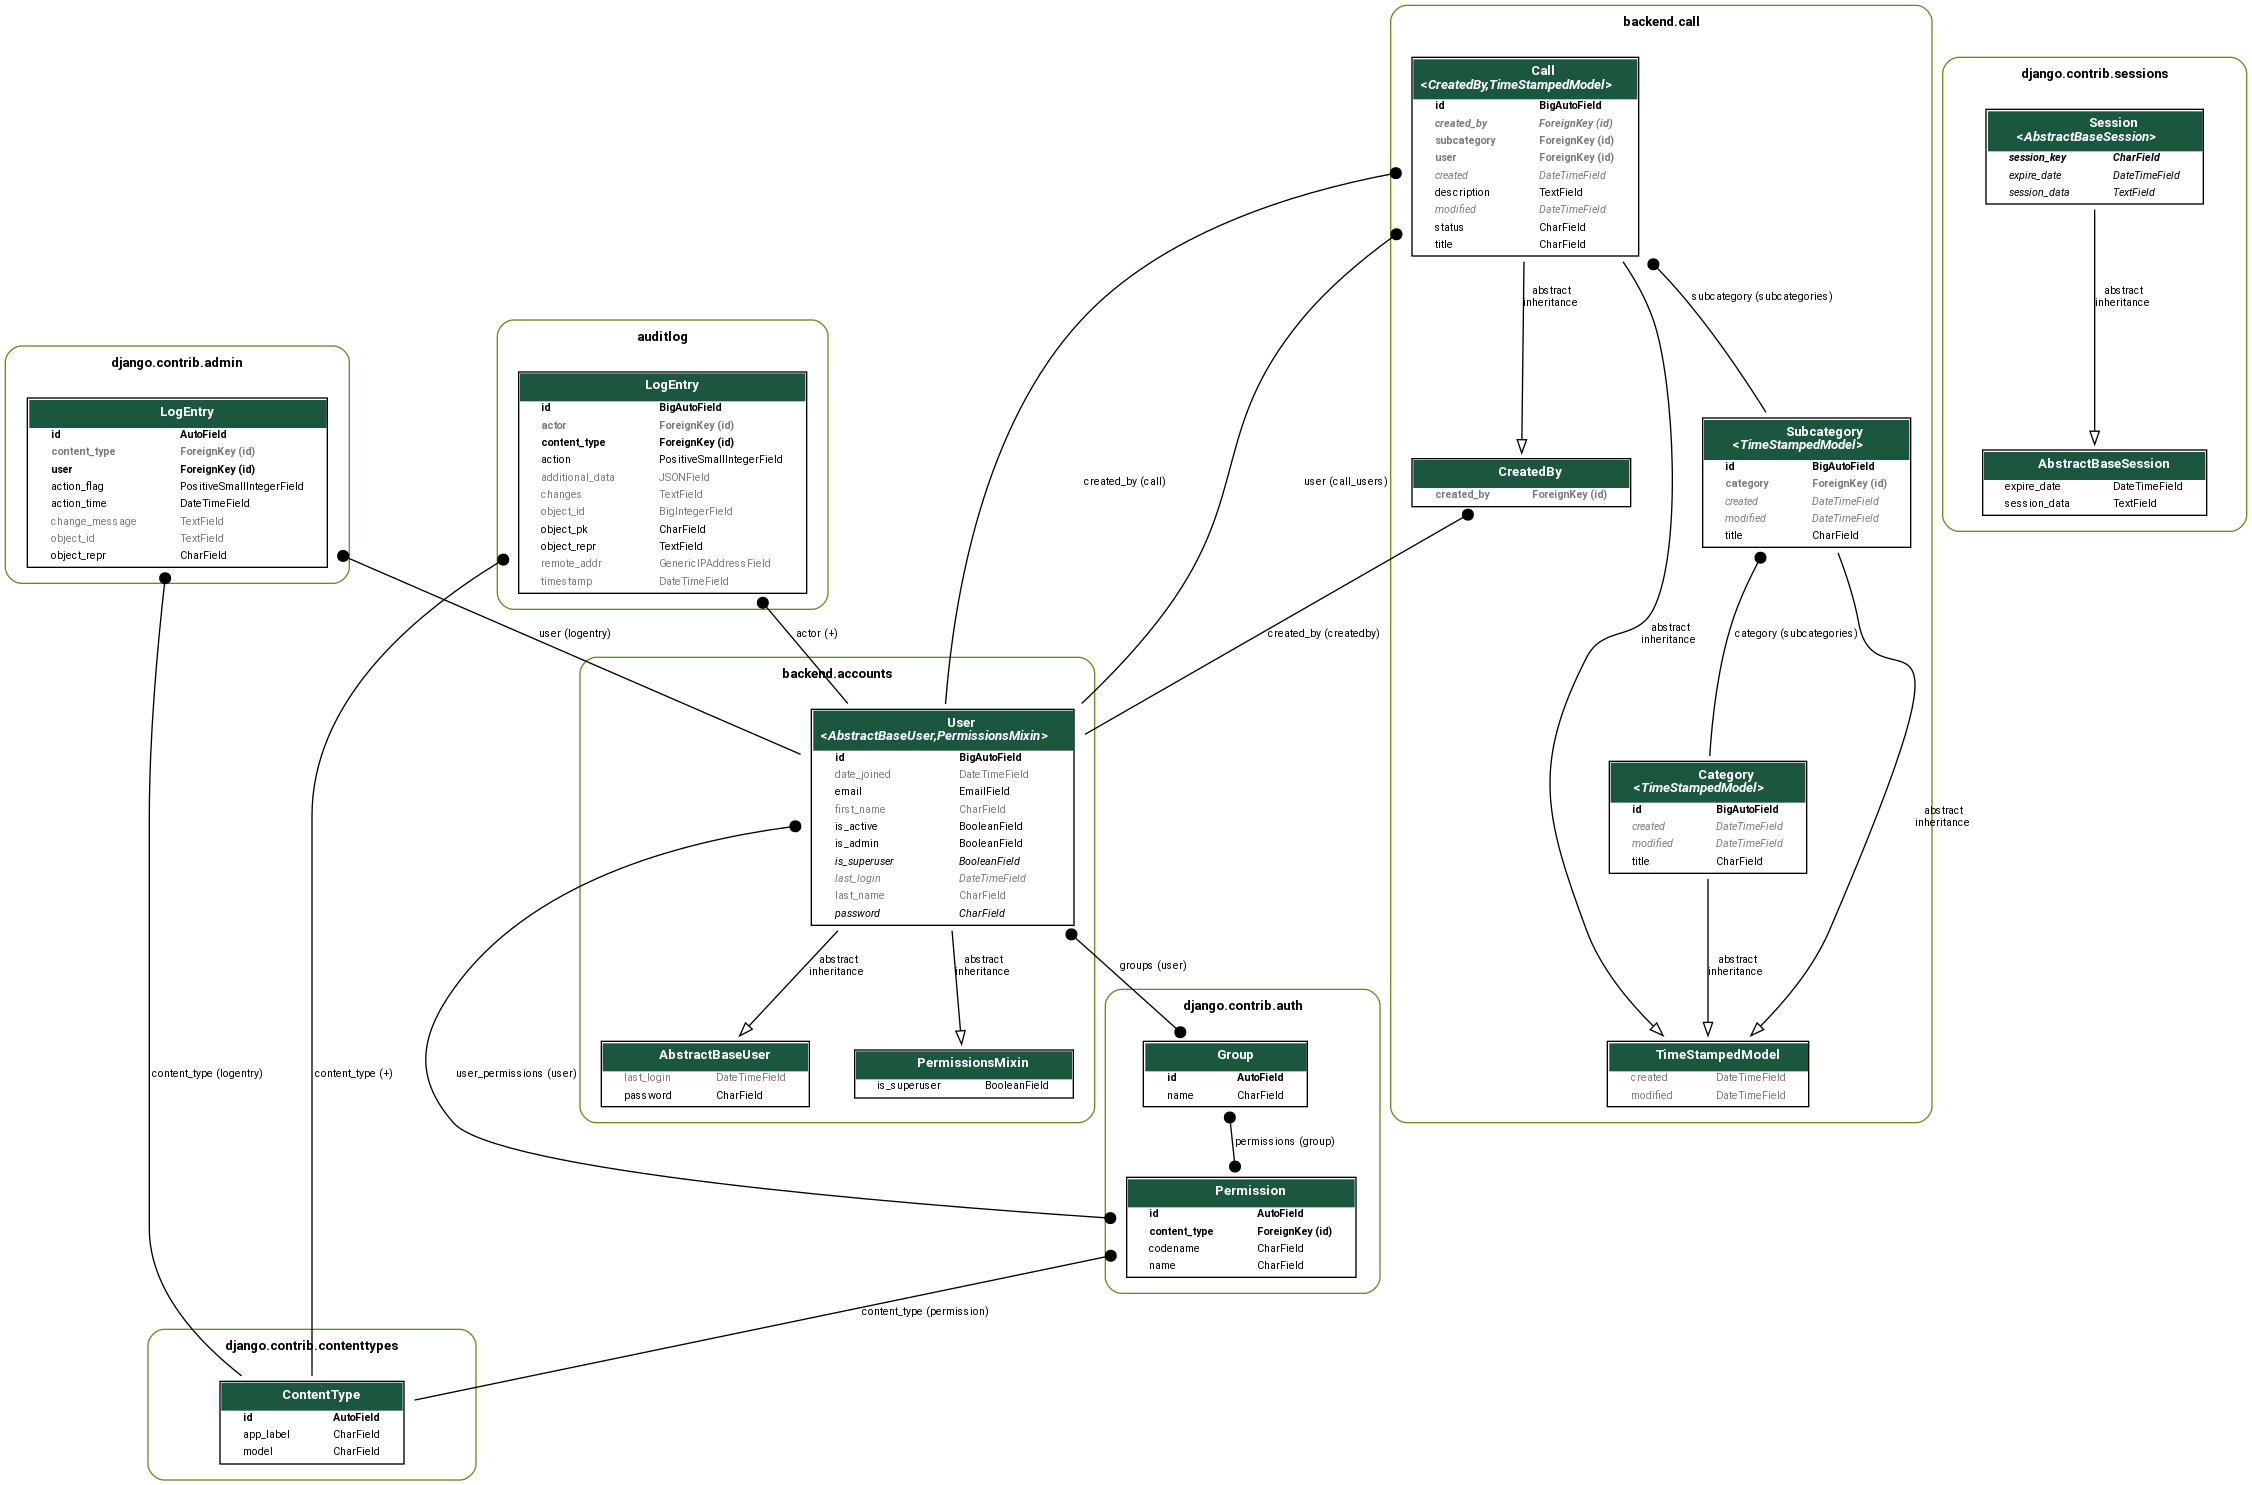 backend.call
Call
<CreatedBy,TimeStampedModel>
id BigAutoField
created_by ForeignKey (id)
subcategory ForeignKey (id)
user ForeignKey (id)
created DateTimeField
description TextField
modified DateTimeField
status CharField
title CharField
django.contrib.sessions
Session
<AbstractBaseSession>
session_key CharField
expire_date DateTimeField
session_data TextField
abstract
inheritance
subcategory (subcategories)
abstract
inheritance
auditlog
LogEntry
id BigAutoField
actor ForeignKey (id)
content_type ForeignKey (id)
action PositiveSmallIntegerField
additional_data JSONField
changes TextField
object_id BigIntegerField
object_pk CharField
object_repr TextField
remote_addr GenericIPAddressField
timestamp DateTimeField
django.contrib.admin
LogEntry
id AutoField
content_type ForeignKey (id)
user ForeignKey (id)
action_flag PositiveSmallIntegerField
action_time DateTimeField
change_message TextField
object_id TextField
object_repr CharField
created_by (call)
user (call_users)
CreatedBy
created_by ForeignKey (id)
Subcategory
<TimeStampedModel>
id BigAutoField
category ForeignKey (id)
created DateTimeField
modified DateTimeField
title CharField
AbstractBaseSession
expire_date DateTimeField
session_data TextField
user (logentry)
actor (+)
created_by (createdby)
abstract
inheritance
category (subcategories)
backend.accounts
User
<AbstractBaseUser,PermissionsMixin>
id BigAutoField
date_joined DateTimeField
email EmailField
first_name CharField
is_active BooleanField
is_admin BooleanField
is_superuser BooleanField
last_login DateTimeField
last_name CharField
password CharField
Category
<TimeStampedModel>
id BigAutoField
created DateTimeField
modified DateTimeField
title CharField
abstract
inheritance
abstract
inheritance
abstract
inheritance
groups (user)
abstract
inheritance
django.contrib.auth
content_type (logentry)
content_type (+)
user_permissions (user)
AbstractBaseUser
last_login DateTimeField
password CharField
PermissionsMixin
is_superuser BooleanField
Group
id AutoField
name CharField
TimeStampedModel
created DateTimeField
modified DateTimeField
permissions (group)
Permission
id AutoField
content_type ForeignKey (id)
codename CharField
name CharField
content_type (permission)
django.contrib.contenttypes
ContentType
id AutoField
app_label CharField
model CharField